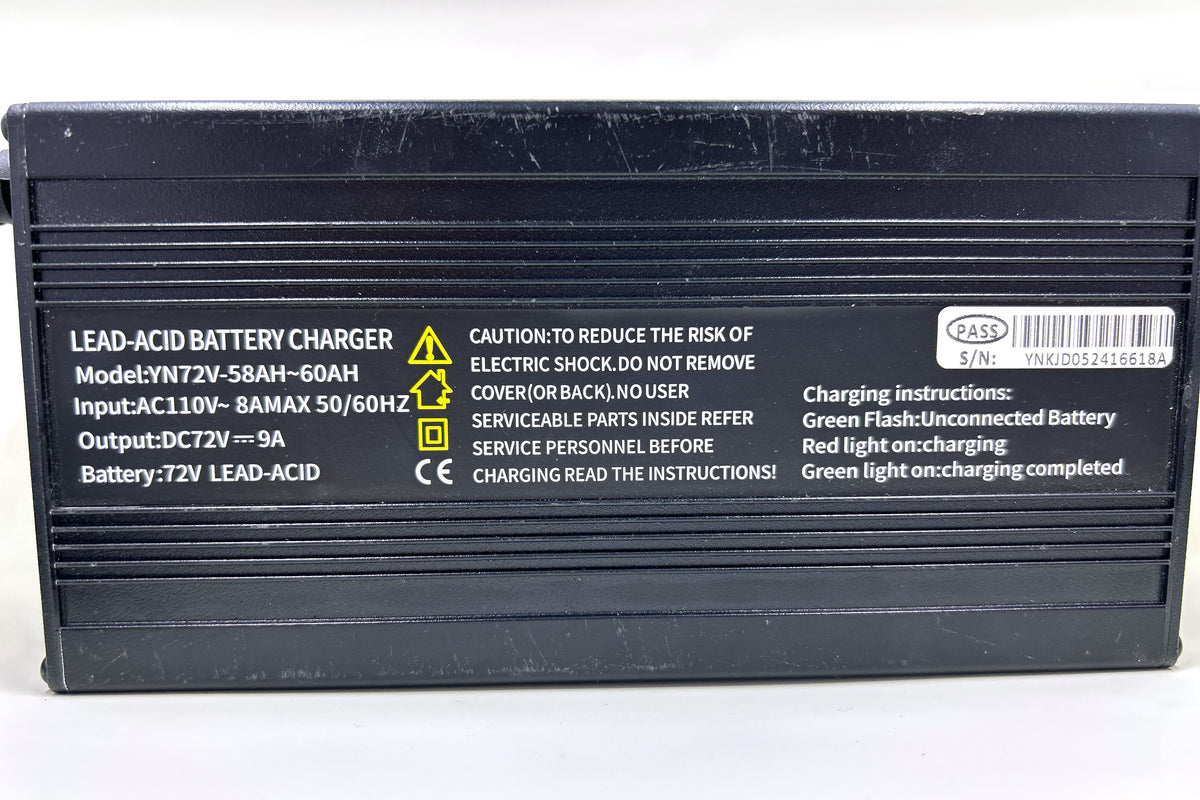 LEAD-ACID BATTERY CHARGER
Model:YN72V-58AH~60AH
Input:AC110V~ 8AMAX 50/60HZ
Output:DC72V⎓9A
Battery:72V LEAD-ACID
CE
CAUTION:TO REDUCE THE RISK OF
ELECTRIC SHOCK.DO NOT REMOVE
COVER(OR BACK).NO USER
SERVICEABLE PARTS INSIDE REFER
SERVICE PERSONNEL BEFORE
CHARGING READ THE INSTRUCTIONS!
PASS
S/N: YNKJD052416618A
Charging instructions:
Green Flash:Unconnected Battery
Red light on:charging
Green light on:charging completed